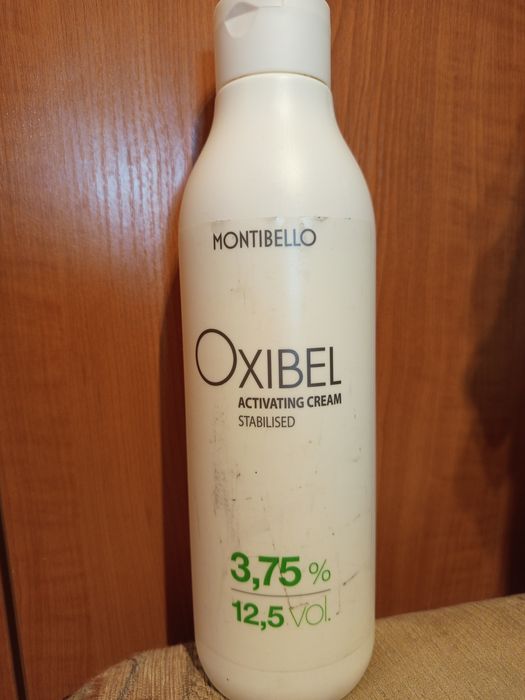 MONTIBELLO
OXIBEL
ACTIVATING CREAM
STABILISED
3,75 %
12,5 vol.